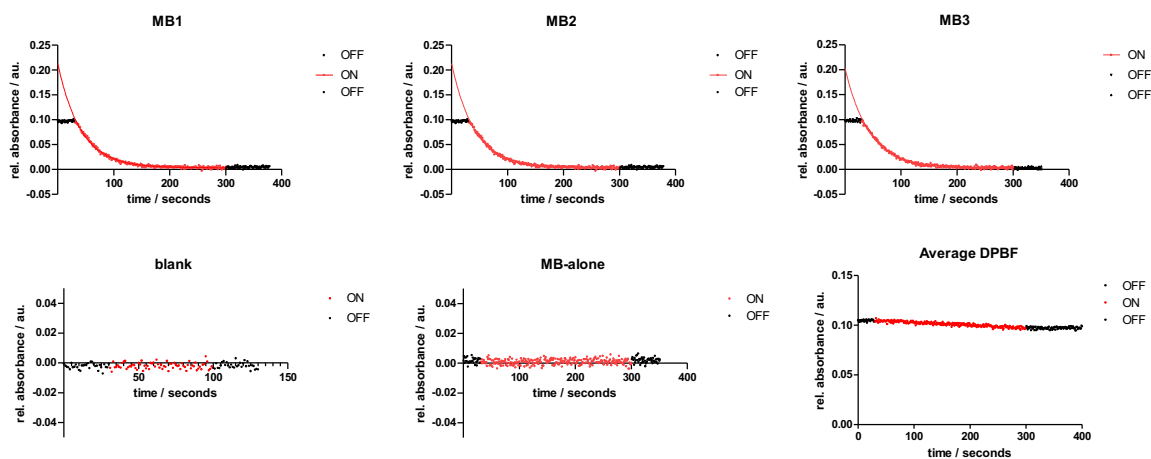 MB1
0.25
0.20
0.15
0.10
0.05
0.00
-0.05
rel. absorbance / au.
100 200 300 400
time / seconds
OFF
ON
OFF
MB2
0.25
0.20
0.15
0.10
0.05
0.00
-0.05
rel. absorbance / au.
100 200 300 400
time / seconds
OFF
ON
OFF
MB3
0.25
0.20
0.15
0.10
0.05
0.00
-0.05
rel. absorbance / au.
100 200 300 400
time / seconds
ON
OFF
OFF
blank
0.04
0.02
0.00
-0.02
-0.04
rel. absorbance / au.
50 100 150
time / seconds
ON
OFF
MB-alone
0.04
0.02
0.00
-0.02
-0.04
rel. absorbance / au.
100 200 300 400
time / seconds
ON
OFF
Average DPBF
0.15
0.10
0.05
0.00
rel. absorbance / au.
0 100 200 300 400
time / seconds
OFF
ON
OFF